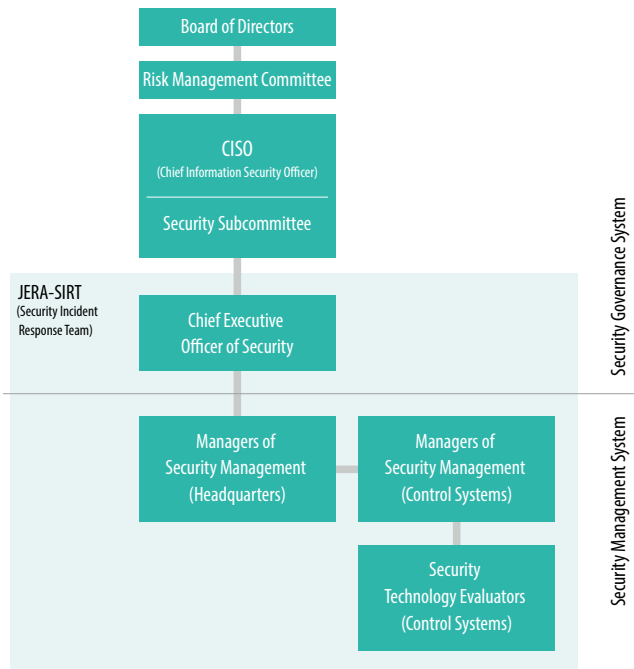 Board of Directors
Risk Management Committee
CISO
(Chief Information Security Officer)
Security Subcommittee
Security Governance System
JERA-SIRT
(Security Incident
Response Team)
Chief Executive
Officer of Security
Managers of
Security Management
(Headquarters)
Managers of
Security Management
(Control Systems)
Security Management System
Security
Technology Evaluators
(Control Systems)